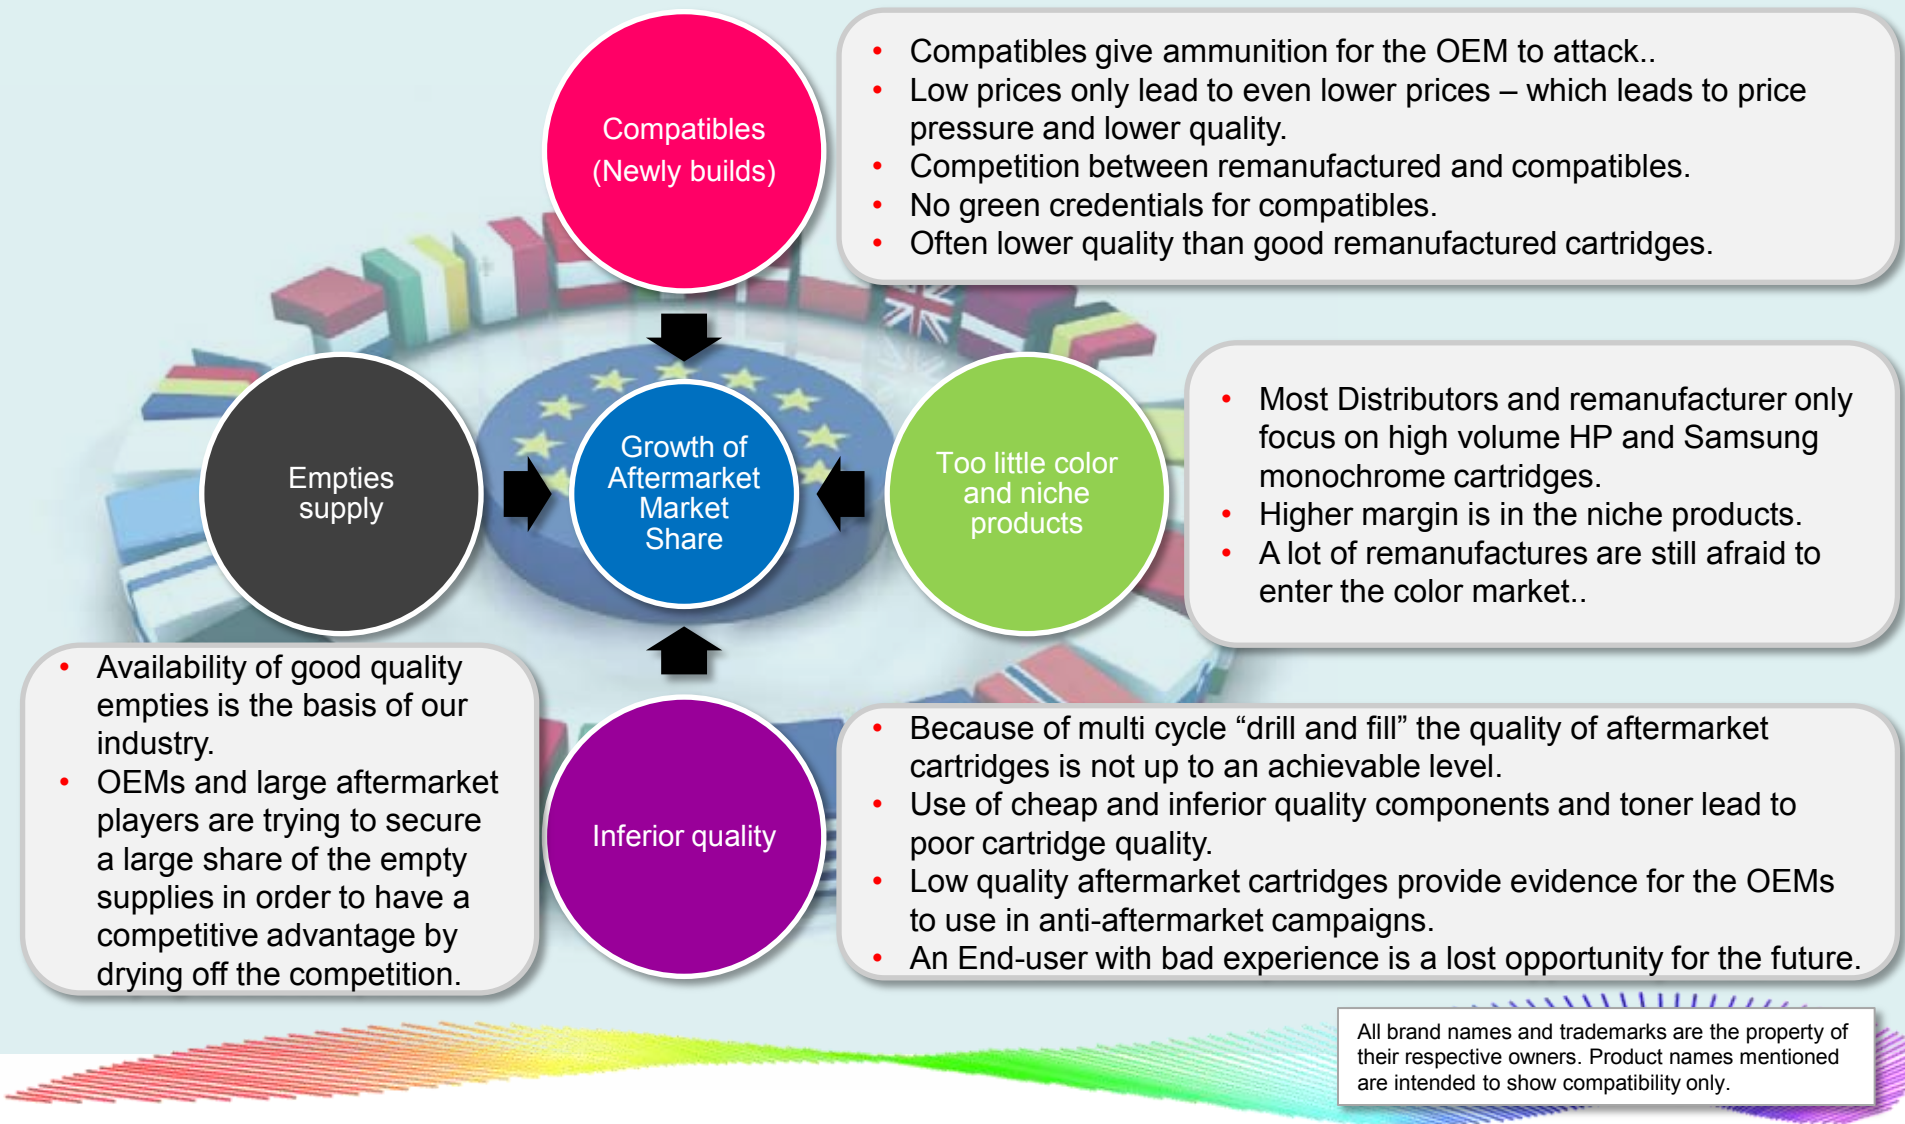 Compatibles
(Newly builds)
• Compatibles give ammunition for the OEM to attack..
• Low prices only lead to even lower prices – which leads to price
pressure and lower quality.
• Competition between remanufactured and compatibles.
• No green credentials for compatibles.
• Often lower quality than good remanufactured cartridges.
Empties
supply
Growth of
Aftermarket
Market
Share
Too little color
and niche
products
• Most Distributors and remanufacturer only
focus on high volume HP and Samsung
monochrome cartridges.
• Higher margin is in the niche products.
• A lot of remanufactures are still afraid to
enter the color market..
• Availability of good quality
empties is the basis of our
industry.
• OEMs and large aftermarket
players are trying to secure
a large share of the empty
supplies in order to have a
competitive advantage by
drying off the competition.
Inferior quality
• Because of multi cycle “drill and fill” the quality of aftermarket
cartridges is not up to an achievable level.
• Use of cheap and inferior quality components and toner lead to
poor cartridge quality.
• Low quality aftermarket cartridges provide evidence for the OEMs
to use in anti-aftermarket campaigns.
• An End-user with bad experience is a lost opportunity for the future.
All brand names and trademarks are the property of
their respective owners. Product names mentioned
are intended to show compatibility only.